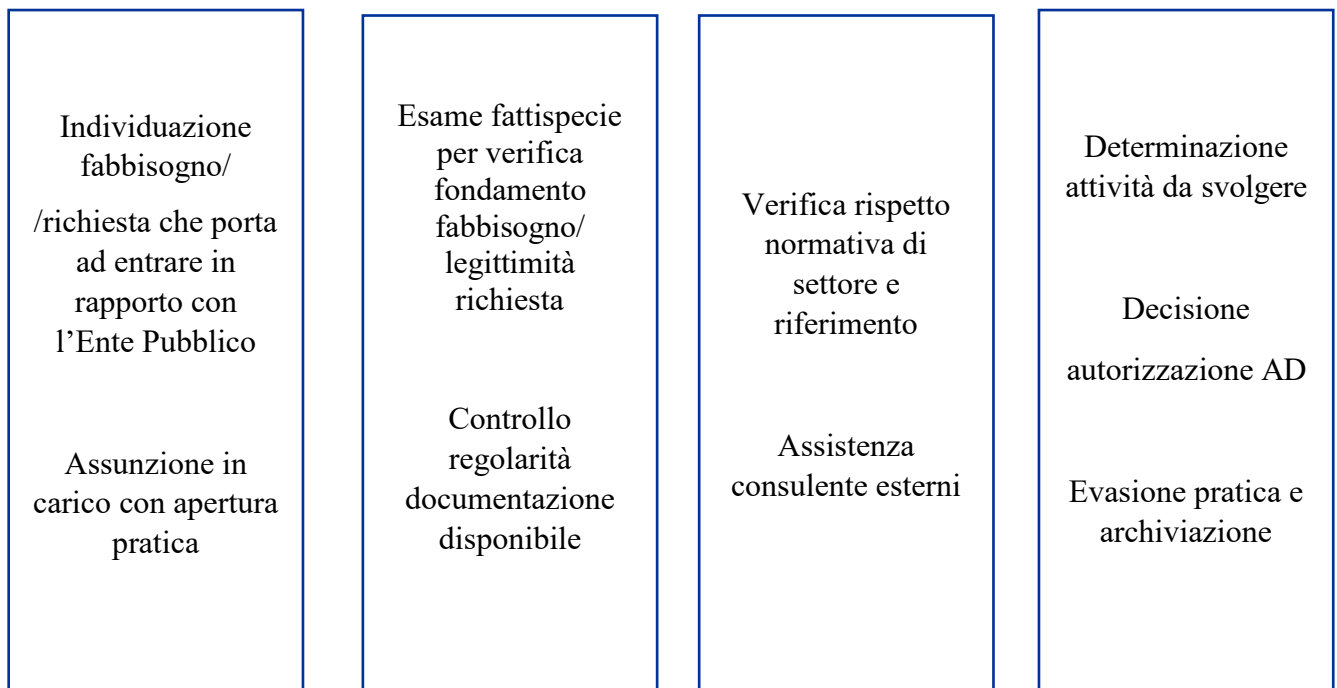 Individuazione
fabbisogno/
/richiesta che porta
ad entrare in
rapporto con
l’Ente Pubblico
Assunzione in
carico con apertura
pratica
Esame fattispecie
per verifica
fondamento
fabbisogno/
legittimità
richiesta
Controllo
regolarità
documentazione
disponibile
Verifica rispetto
normativa di
settore e
riferimento
Assistenza
consulente esterni
Determinazione
attività da svolgere
Decisione
autorizzazione AD
Evasione pratica e
archiviazione